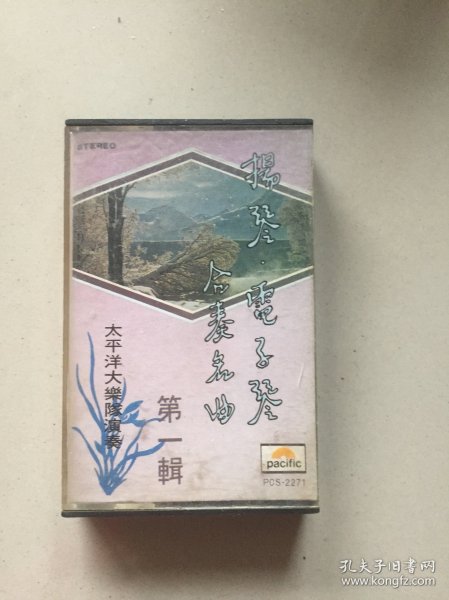 STEREO
揚琴·電子琴
合奏名曲
第一輯
太平洋大樂隊演奏
pacific
PCS-2271
孔夫子旧书网
www.kongfz.com